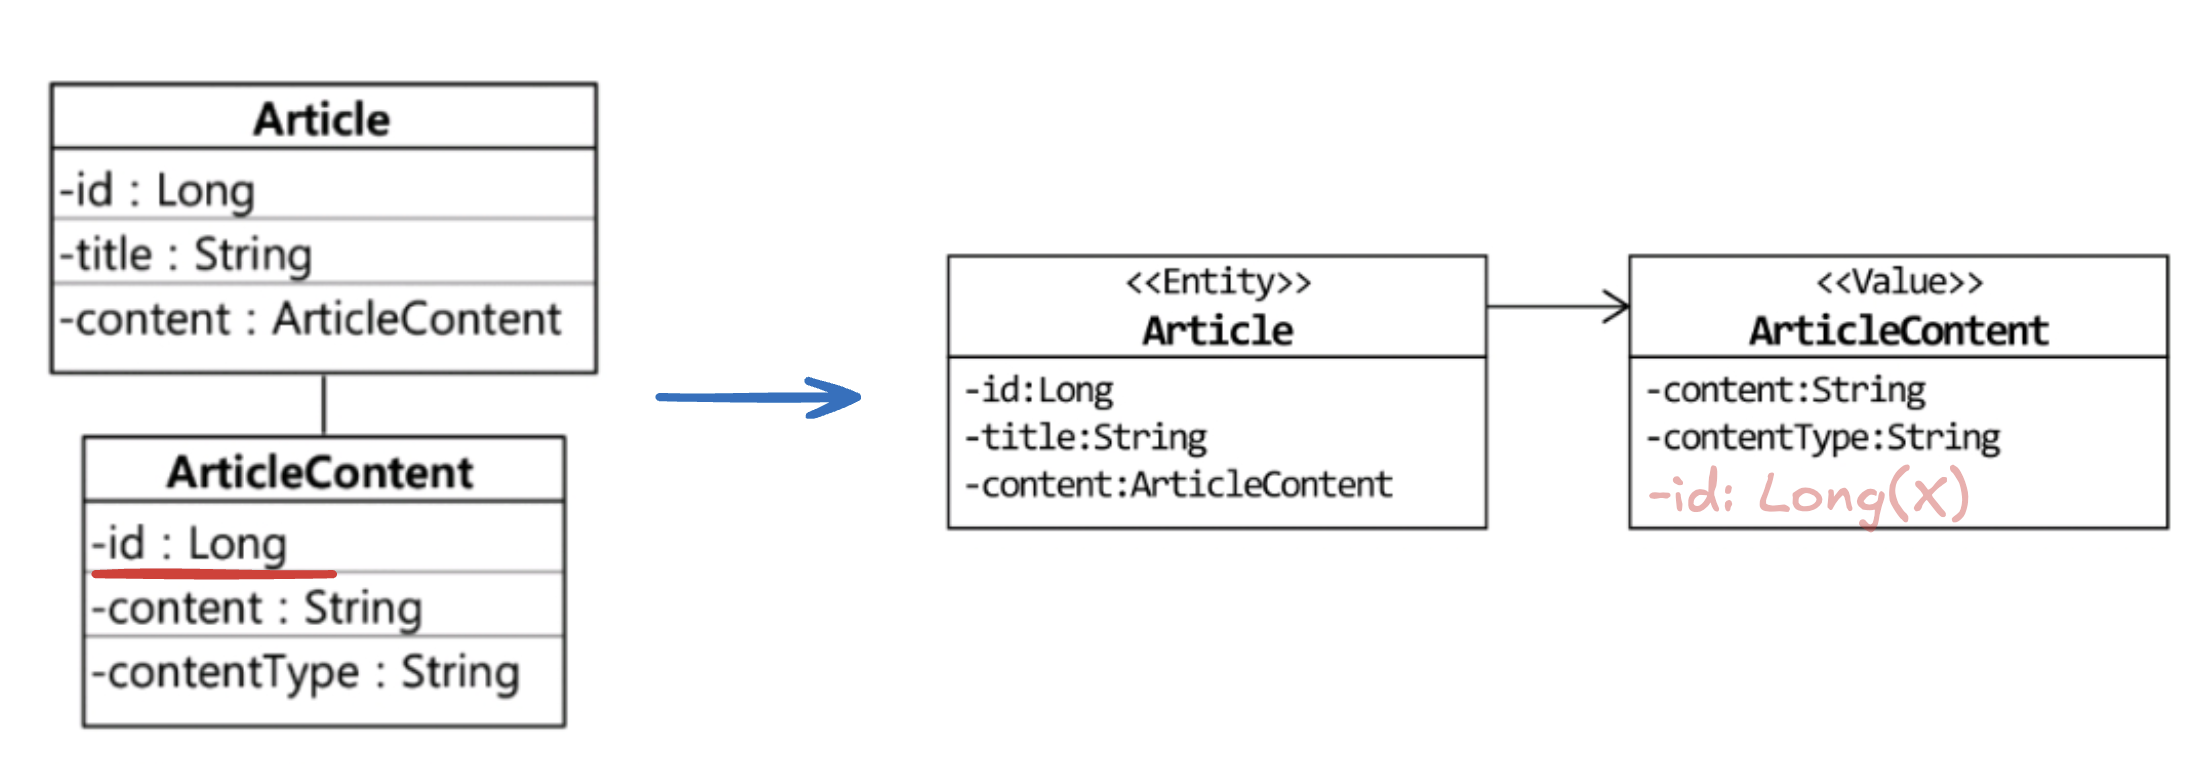 Article
-id : Long
-title : String
-content : ArticleContent
ArticleContent
-id : Long
-content : String
-contentType : String
<<Entity>>
Article
-id:Long
-title:String
-content:ArticleContent
<<Value>>
ArticleContent
-content:String
-contentType:String
-id: Long(X)